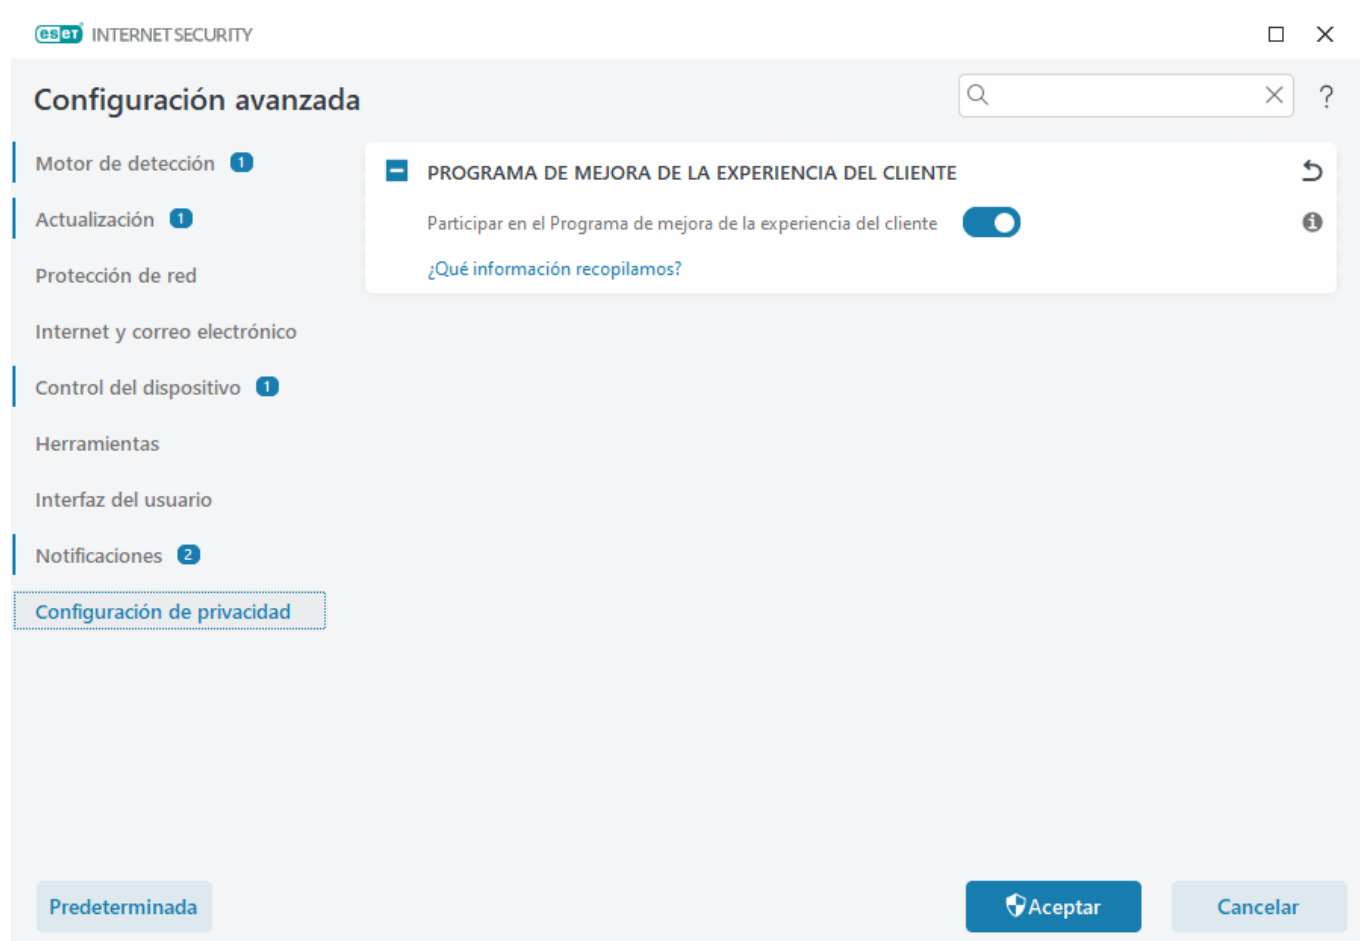 eset INTERNET SECURITY
Configuración avanzada
?
Motor de detección 1
Actualización 1
Protección de red
Internet y correo electrónico
Control del dispositivo 1
Herramientas
Interfaz del usuario
Notificaciones 2
Configuración de privacidad
PROGRAMA DE MEJORA DE LA EXPERIENCIA DEL CLIENTE
Participar en el Programa de mejora de la experiencia del cliente
¿Qué información recopilamos?
Predeterminada
Aceptar
Cancelar